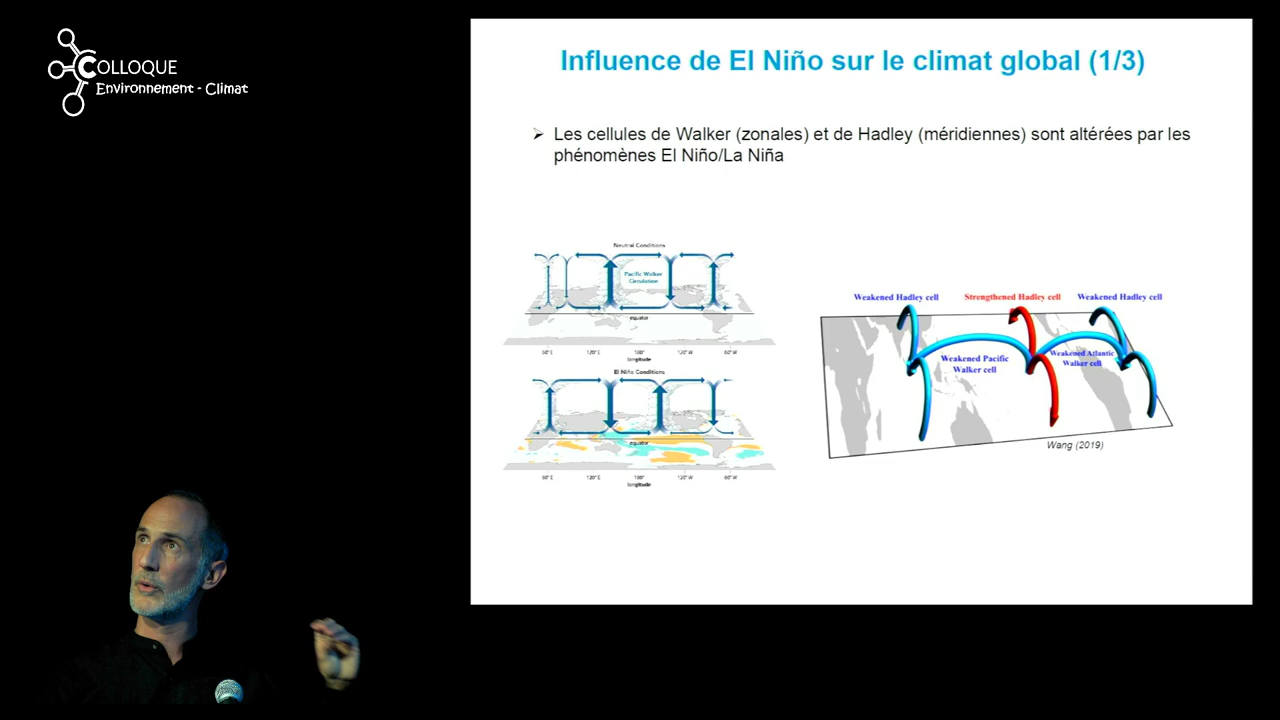 COLLOQUE
Environnement - Climat
Influence de El Niño sur le climat global (1/3)
Les cellules de Walker (zonales) et de Hadley (méridiennes) sont altérées par les
phénomènes El Niño/La Niña
Neutral Conditions
Pacific Walker
Circulation
equator
60°E 120°E 180° 120°W 60°W
longitude
El Niño Conditions
equator
60°E 120°E 180° 120°W 60°W
longitude
Weakened Hadley cell Strengthened Hadley cell Weakened Hadley cell
Weakened Pacific
Walker cell
Weakened Atlantic
Walker cell
Wang (2019)